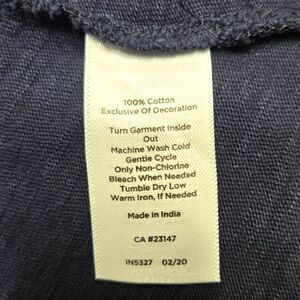 100% Cotton
Exclusive Of Decoration
Turn Garment Inside
Out
Machine Wash Cold
Gentle Cycle
Only Non-Chlorine
Bleach When Needed
Tumble Dry Low
Warm Iron, if Needed
Made in India
CA #23147
IN5327 02/20